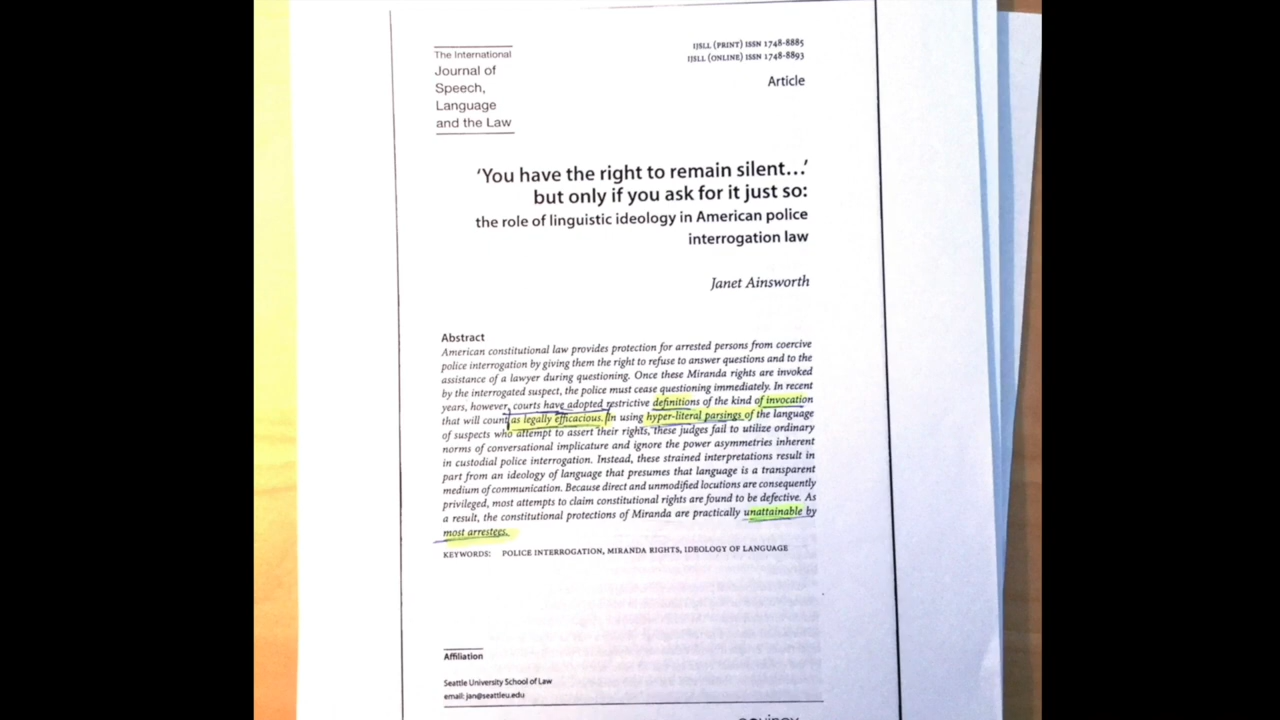 The International
Journal of
Speech,
Language
and the Law
IJSLL (PRINT) ISSN 1748-8885
IJSLL (ONLINE) ISSN 1748-8893
Article
‘You have the right to remain silent…’
but only if you ask for it just so:
the role of linguistic ideology in American police
interrogation law
Janet Ainsworth
Abstract
American constitutional law provides protection for arrested persons from coercive
police interrogation by giving them the right to refuse to answer questions and to the
assistance of a lawyer during questioning. Once these Miranda rights are invoked
by the interrogated suspect, the police must cease questioning immediately. In recent
years, however, courts have adopted restrictive definitions of the kind of invocation
that will count as legally efficacious. In using hyper-literal parsings of the language
of suspects who attempt to assert their rights, these judges fail to utilize ordinary
norms of conversational implicature and ignore the power asymmetries inherent
in custodial police interrogation. Instead, these strained interpretations result in
part from an ideology of language that presumes that language is a transparent
medium of communication. Because direct and unmodified locutions are consequently
privileged, most attempts to claim constitutional rights are found to be defective. As
a result, the constitutional protections of Miranda are practically unattainable by
most arrestees.
KEYWORDS: POLICE INTERROGATION, MIRANDA RIGHTS, IDEOLOGY OF LANGUAGE
Affiliation
Seattle University School of Law
email: jan@seattleu.edu